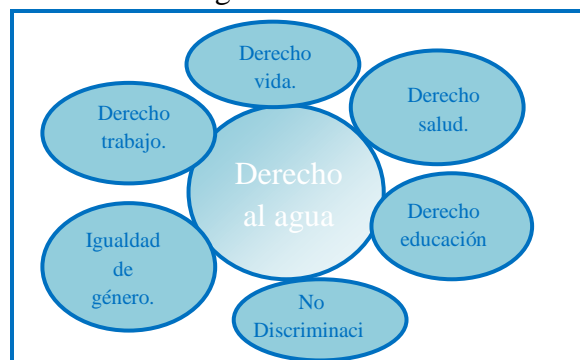 Derecho
vida.
Derecho
salud.
Derecho
trabajo.
Derecho
al agua
Derecho
educación
Igualdad
de
género.
No
Discriminaci